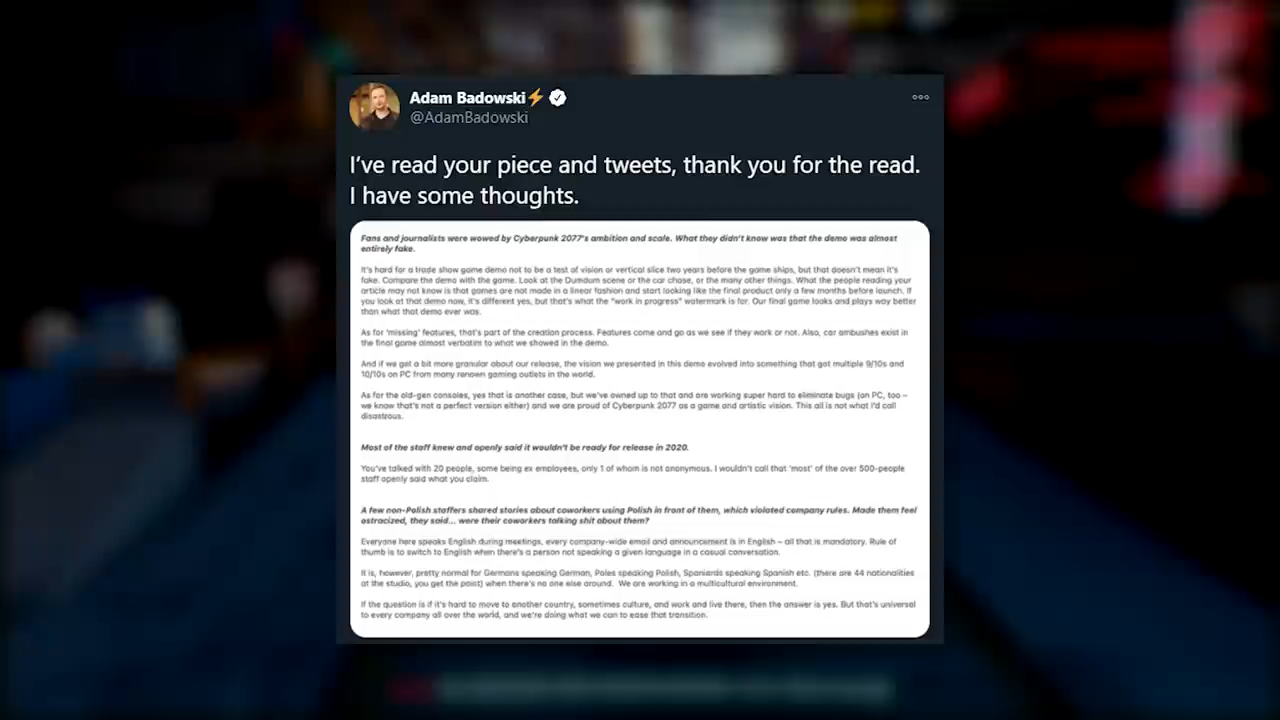 Adam Badowski⚡
@AdamBadowski
I've read your piece and tweets, thank you for the read.
I have some thoughts.
Fans and journalists were wowed by Cyberpunk 2077's ambition and scale. What they didn't know was that the demo was almost
entirely fake.
It's hard for a trade show game demo not to be a test of vision or vertical slice two years before the game ships, but that doesn't mean it's
fake. Compare the demo with the game. Look at the Dumdum scene or the car chase, or the many other things. What the people reading your
article may not know is that games are not made in a linear fashion and start looking like the final product only a few months before launch. If
you look at that demo now, it's different yes, but that's what the "work in progress" watermark is for. Our final game looks and plays way better
than what that demo ever was.
As for 'missing' features, that's part of the creation process. Features come and go as we see if they work or not. Also, car ambushes exist in
the final game almost verbatim to what we showed in the demo.
And if we get a bit more granular about our release, the vision we presented in this demo evolved into something that got multiple 9/10s and
10/10s on PC from many renown gaming outlets in the world.
As for the old-gen consoles, yes that is another case, but we've owned up to that and are working super hard to eliminate bugs (on PC, too –
we know that's not a perfect version either) and we are proud of Cyberpunk 2077 as a game and artistic vision. This all is not what I'd call
disastrous.
Most of the staff knew and openly said it wouldn't be ready for release in 2020.
You've talked with 20 people, some being ex employees, only 1 of whom is not anonymous. I wouldn't call that 'most' of the over 500-people
staff openly said what you claim.
A few non-Polish staffers shared stories about coworkers using Polish in front of them, which violated company rules. Made them feel
ostracized, they said... were their coworkers talking shit about them?
Everyone here speaks English during meetings, every company-wide email and announcement is in English – all that is mandatory. Rule of
thumb is to switch to English when there's a person not speaking a given language in a casual conversation.
It is, however, pretty normal for Germans speaking German, Poles speaking Polish, Spaniards speaking Spanish etc. (there are 44 nationalities
at the studio, you get the point) when there's no one else around. We are working in a multicultural environment.
If the question is if it's hard to move to another country, sometimes culture, and work and live there, then the answer is yes. But that's universal
to every company all over the world, and we're doing what we can to ease that transition.